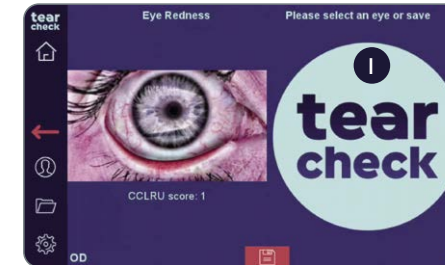 tear
check
Eye Redness
Please select an eye or save
I
tear
check
CCLRU score: 1
OD